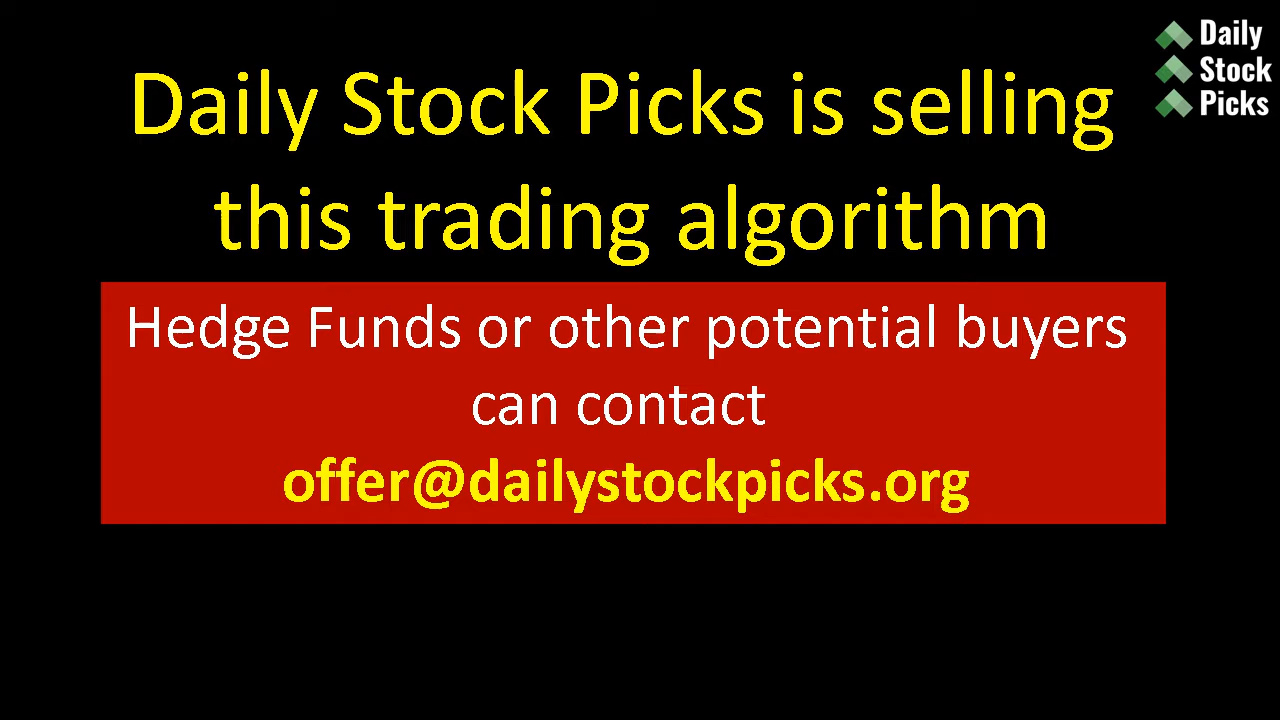 Daily
Stock
Picks
Daily Stock Picks is selling
this trading algorithm
Hedge Funds or other potential buyers
can contact
offer@dailystockpicks.org